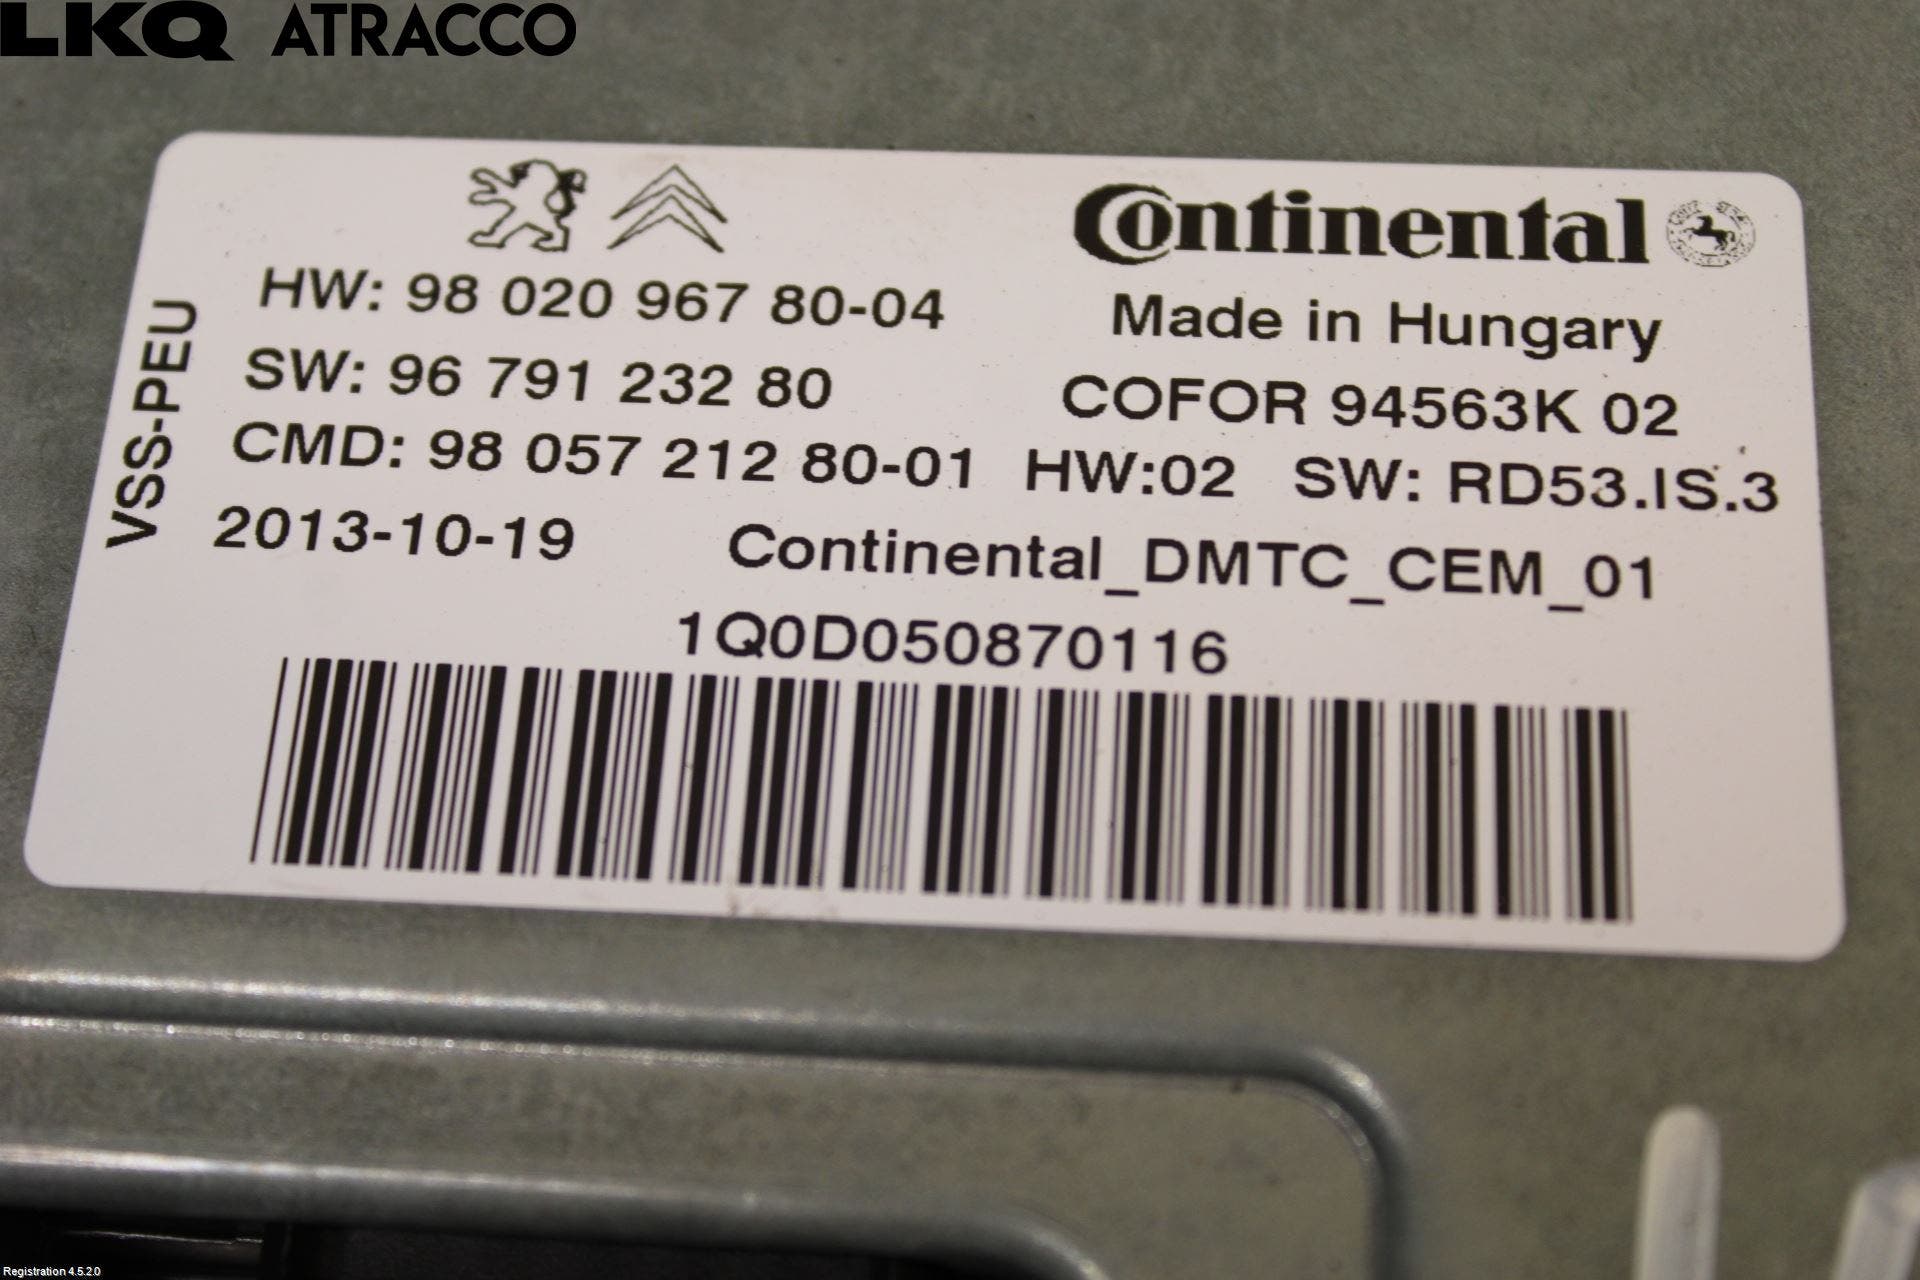 LKQ ATRACCO
Continental
HW: 98 020 967 80-04
Made in Hungary
SW: 96 791 232 80
COFOR 94563K 02
CMD: 98 057 212 80-01 HW:02 SW: RD53.IS.3
2013-10-19 Continental_DMTC_CEM_01
1Q0D050870116
VSS-PEU
Registration 4.5.2.0